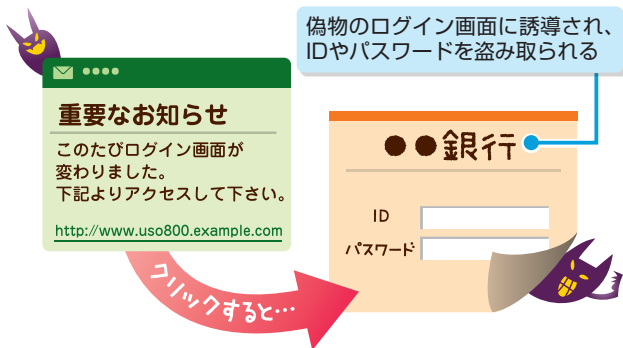 偽物のログイン画面に誘導され、
IDやパスワードを盗み取られる
重要なお知らせ
このたびログイン画面が
変わりました。
下記よりアクセスして下さい。
http://www.uso800.example.com
クリックすると…
●●銀行
ID
パスワード